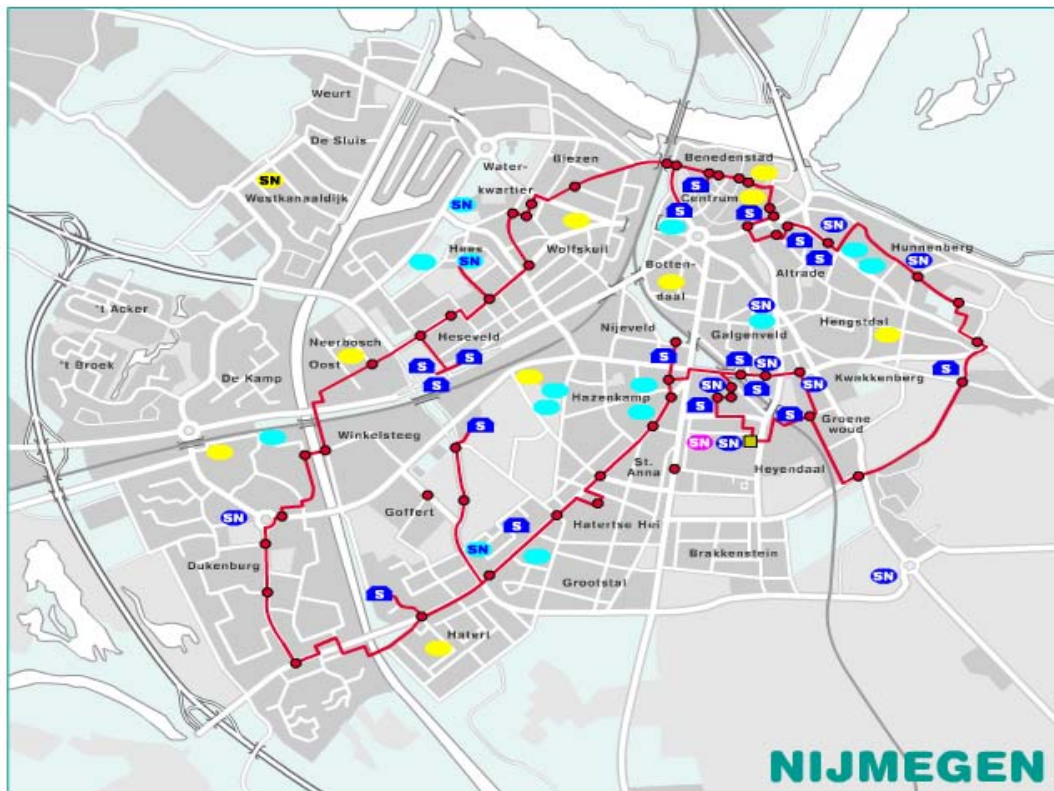 Weurt
De Sluis
SN
Westkanaaldijk
Water-
kwartier
Biezen
Benedenstad
S
Centrum
S
S
SN
SN
Hees
SN
Wolfskuil
S
S
Altrade
Hunnenberg
SN
Botten-
daal
't Acker
't Broek
Neerbosch
Oost
De Kamp
Heseveld
S
S
S
Nijeveld
SN
Galgenveld
Hengstdal
S
S
SN
SN
S
S
SN
Kwakkenberg
S
Hazenkamp
S
Groene
woud
Winkelsteeg
S
SN
SN
St.
Anna
Heyendaal
SN
Goffert
S
Hatertse Hei
SN
Dukenburg
Brakkenstein
Grootstal
SN
S
Hatert
NIJMEGEN